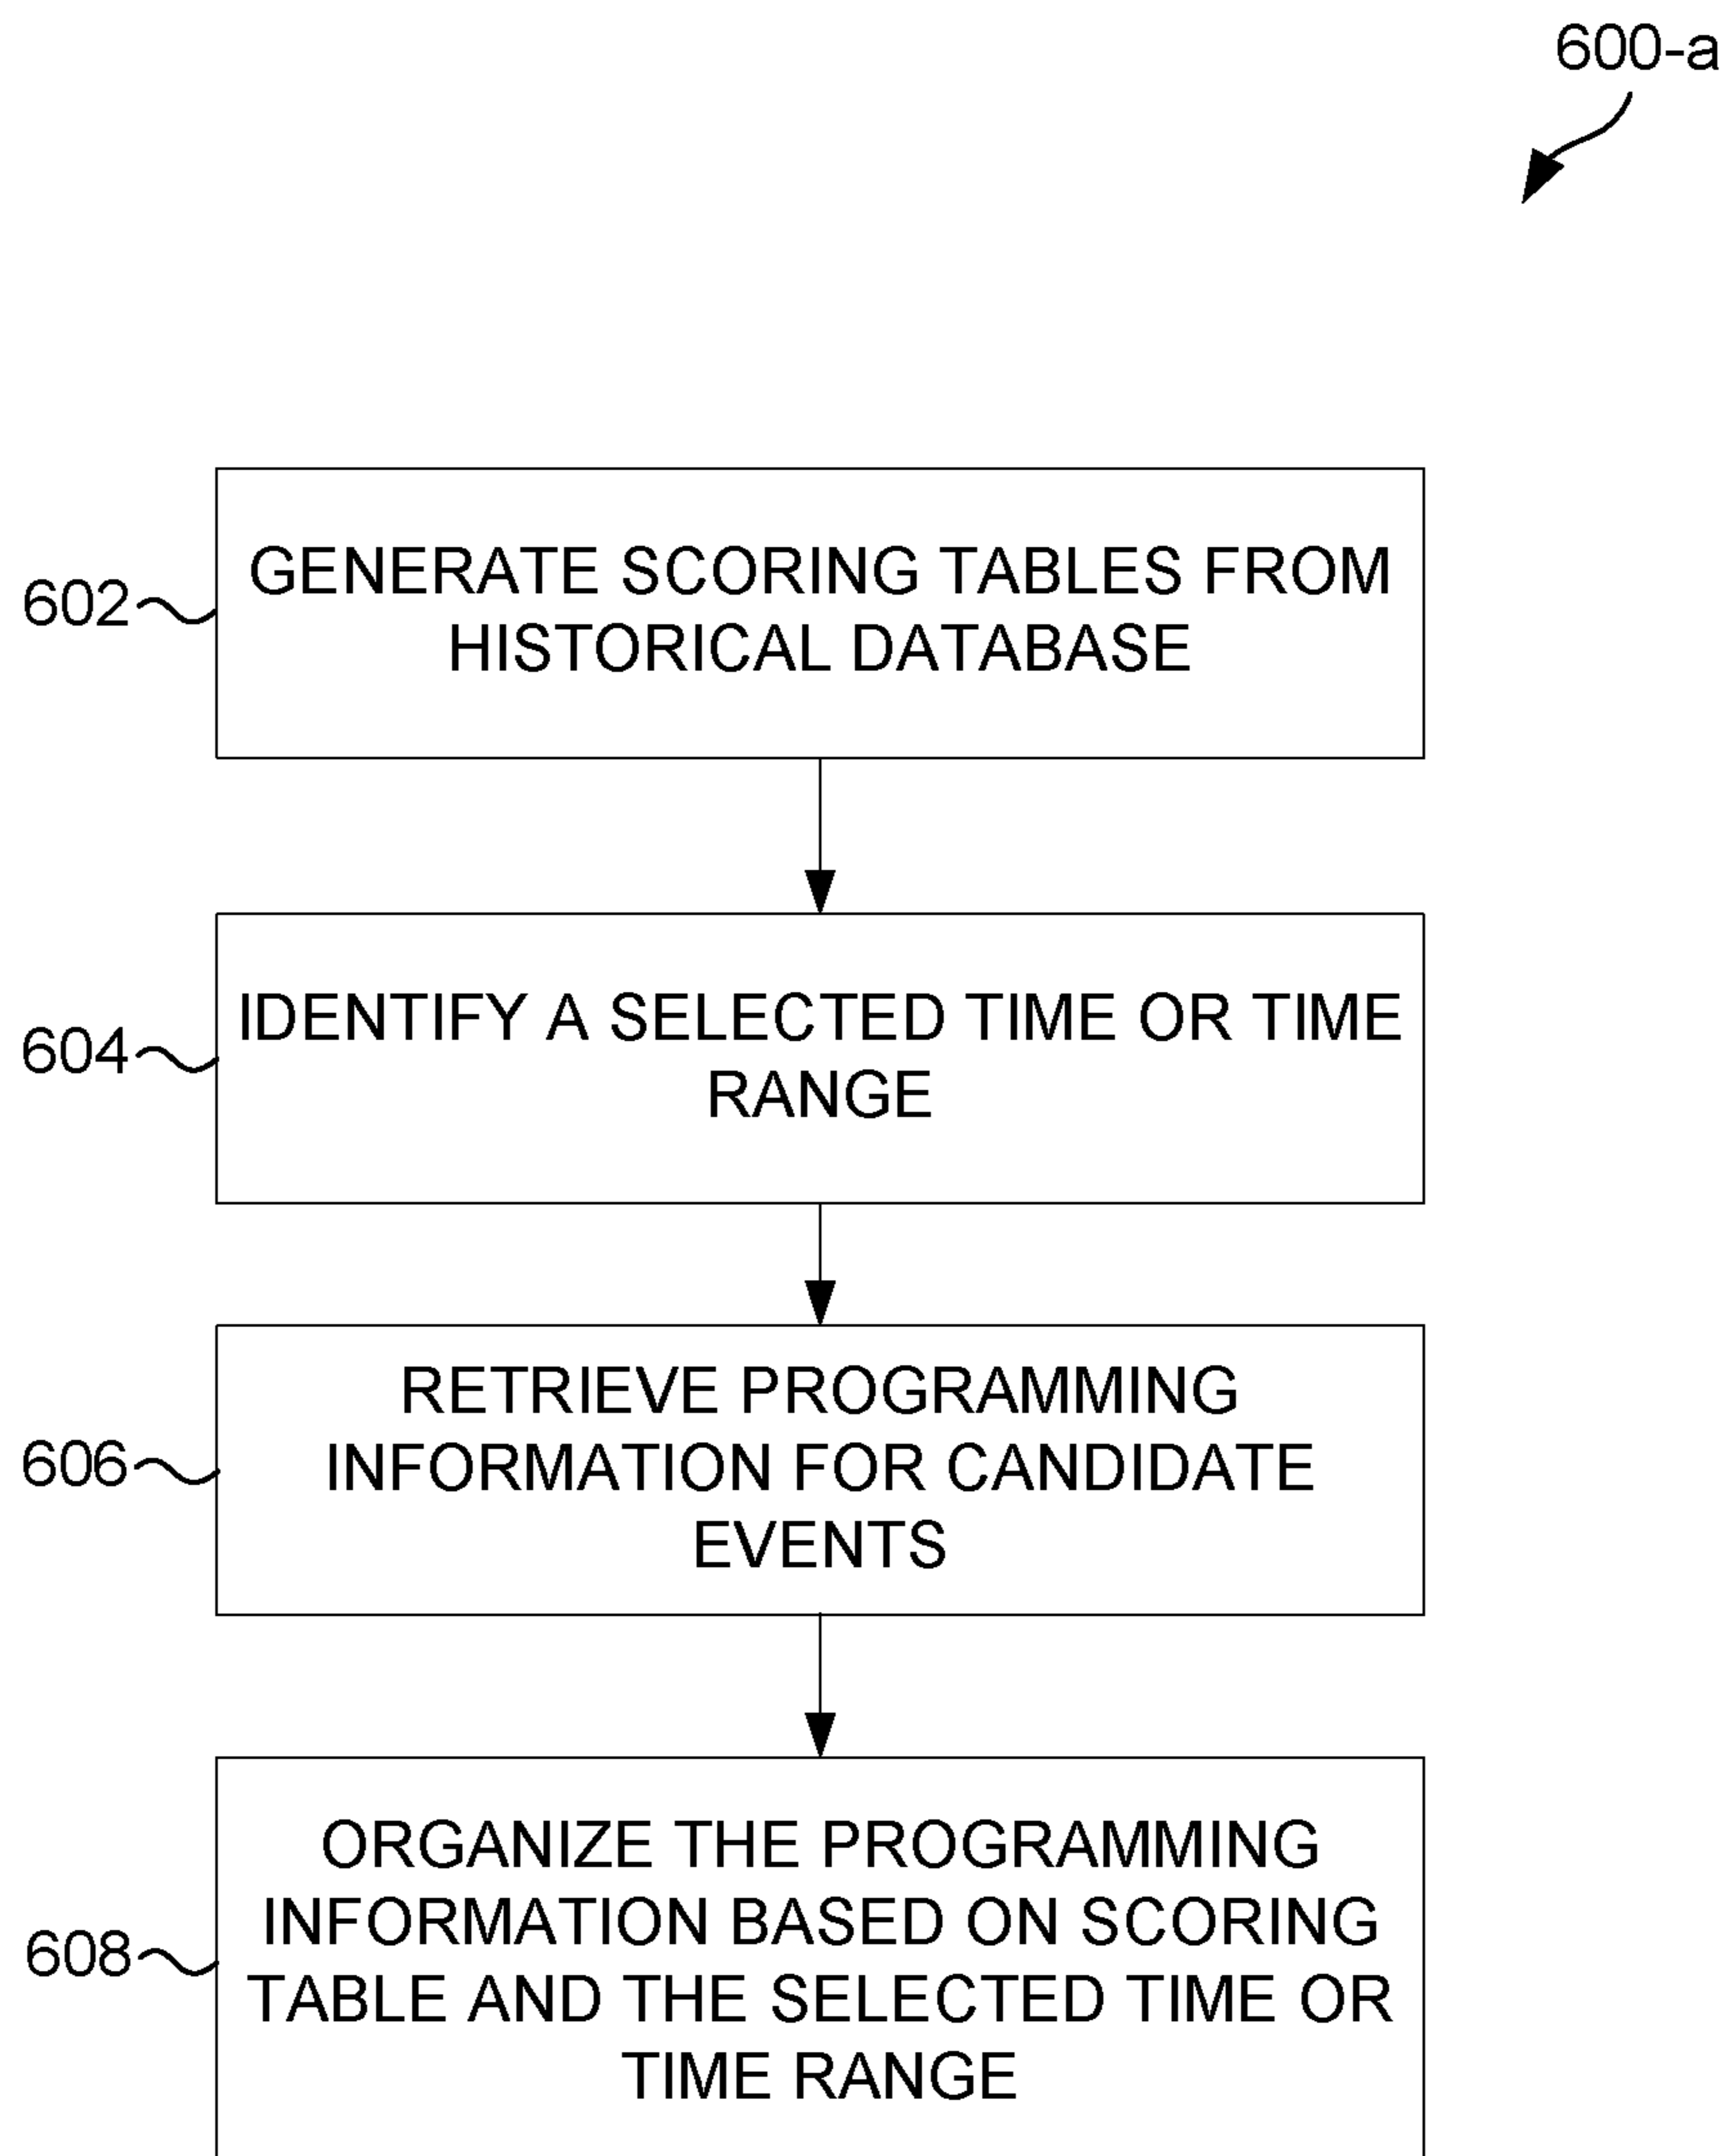 600-a
602
GENERATE SCORING TABLES FROM
HISTORICAL DATABASE
604
IDENTIFY A SELECTED TIME OR TIME
RANGE
606
RETRIEVE PROGRAMMING
INFORMATION FOR CANDIDATE
EVENTS
608
ORGANIZE THE PROGRAMMING
INFORMATION BASED ON SCORING
TABLE AND THE SELECTED TIME OR
TIME RANGE